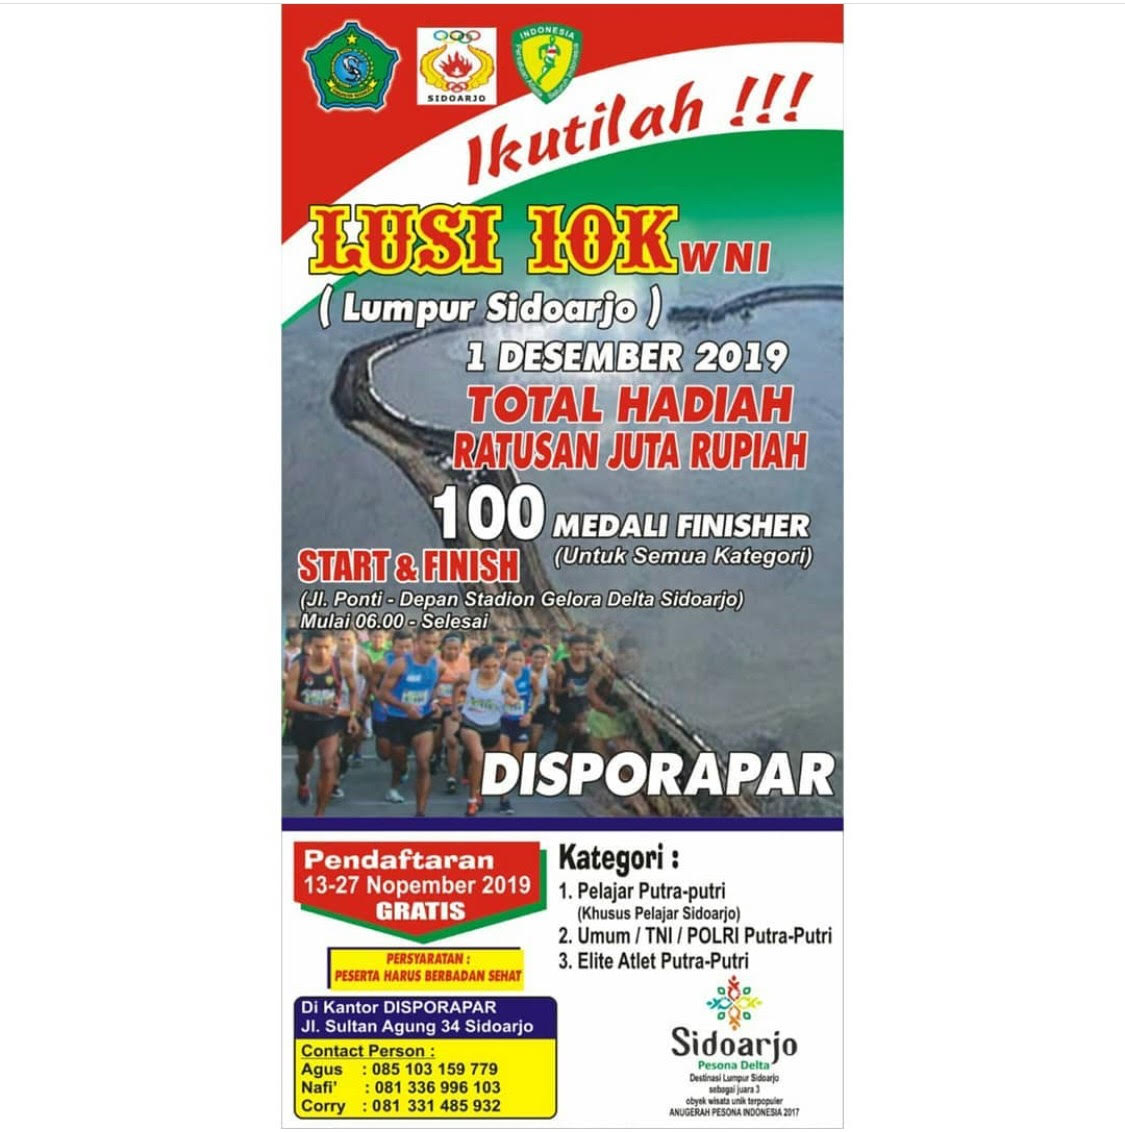 SIDOARJO
INDONESIA
Ikutilah !!!
LUSI 10K WNI
( Lumpur Sidoarjo )
1 DESEMBER 2019
TOTAL HADIAH
RATUSAN JUTA RUPIAH
100 MEDALI FINISHER
(Untuk Semua Kategori)
START & FINISH
(Jl. Ponti - Depan Stadion Gelora Delta Sidoarjo)
Mulai 06.00 - Selesai
DISPORAPAR
Pendaftaran
13-27 Nopember 2019
GRATIS
PERSYARATAN :
PESERTA HARUS BERBADAN SEHAT
Di Kantor DISPORAPAR
Jl. Sultan Agung 34 Sidoarjo
Contact Person :
Agus : 085 103 159 779
Nafi' : 081 336 996 103
Corry : 081 331 485 932
Kategori :
1. Pelajar Putra-putri
(Khusus Pelajar Sidoarjo)
2. Umum / TNI / POLRI Putra-Putri
3. Elite Atlet Putra-Putri
Sidoarjo
Pesona Delta
Destinasi Lumpur Sidoarjo
sebagai juara 3
obyek wisata unik terpopuler
ANUGERAH PESONA INDONESIA 2017